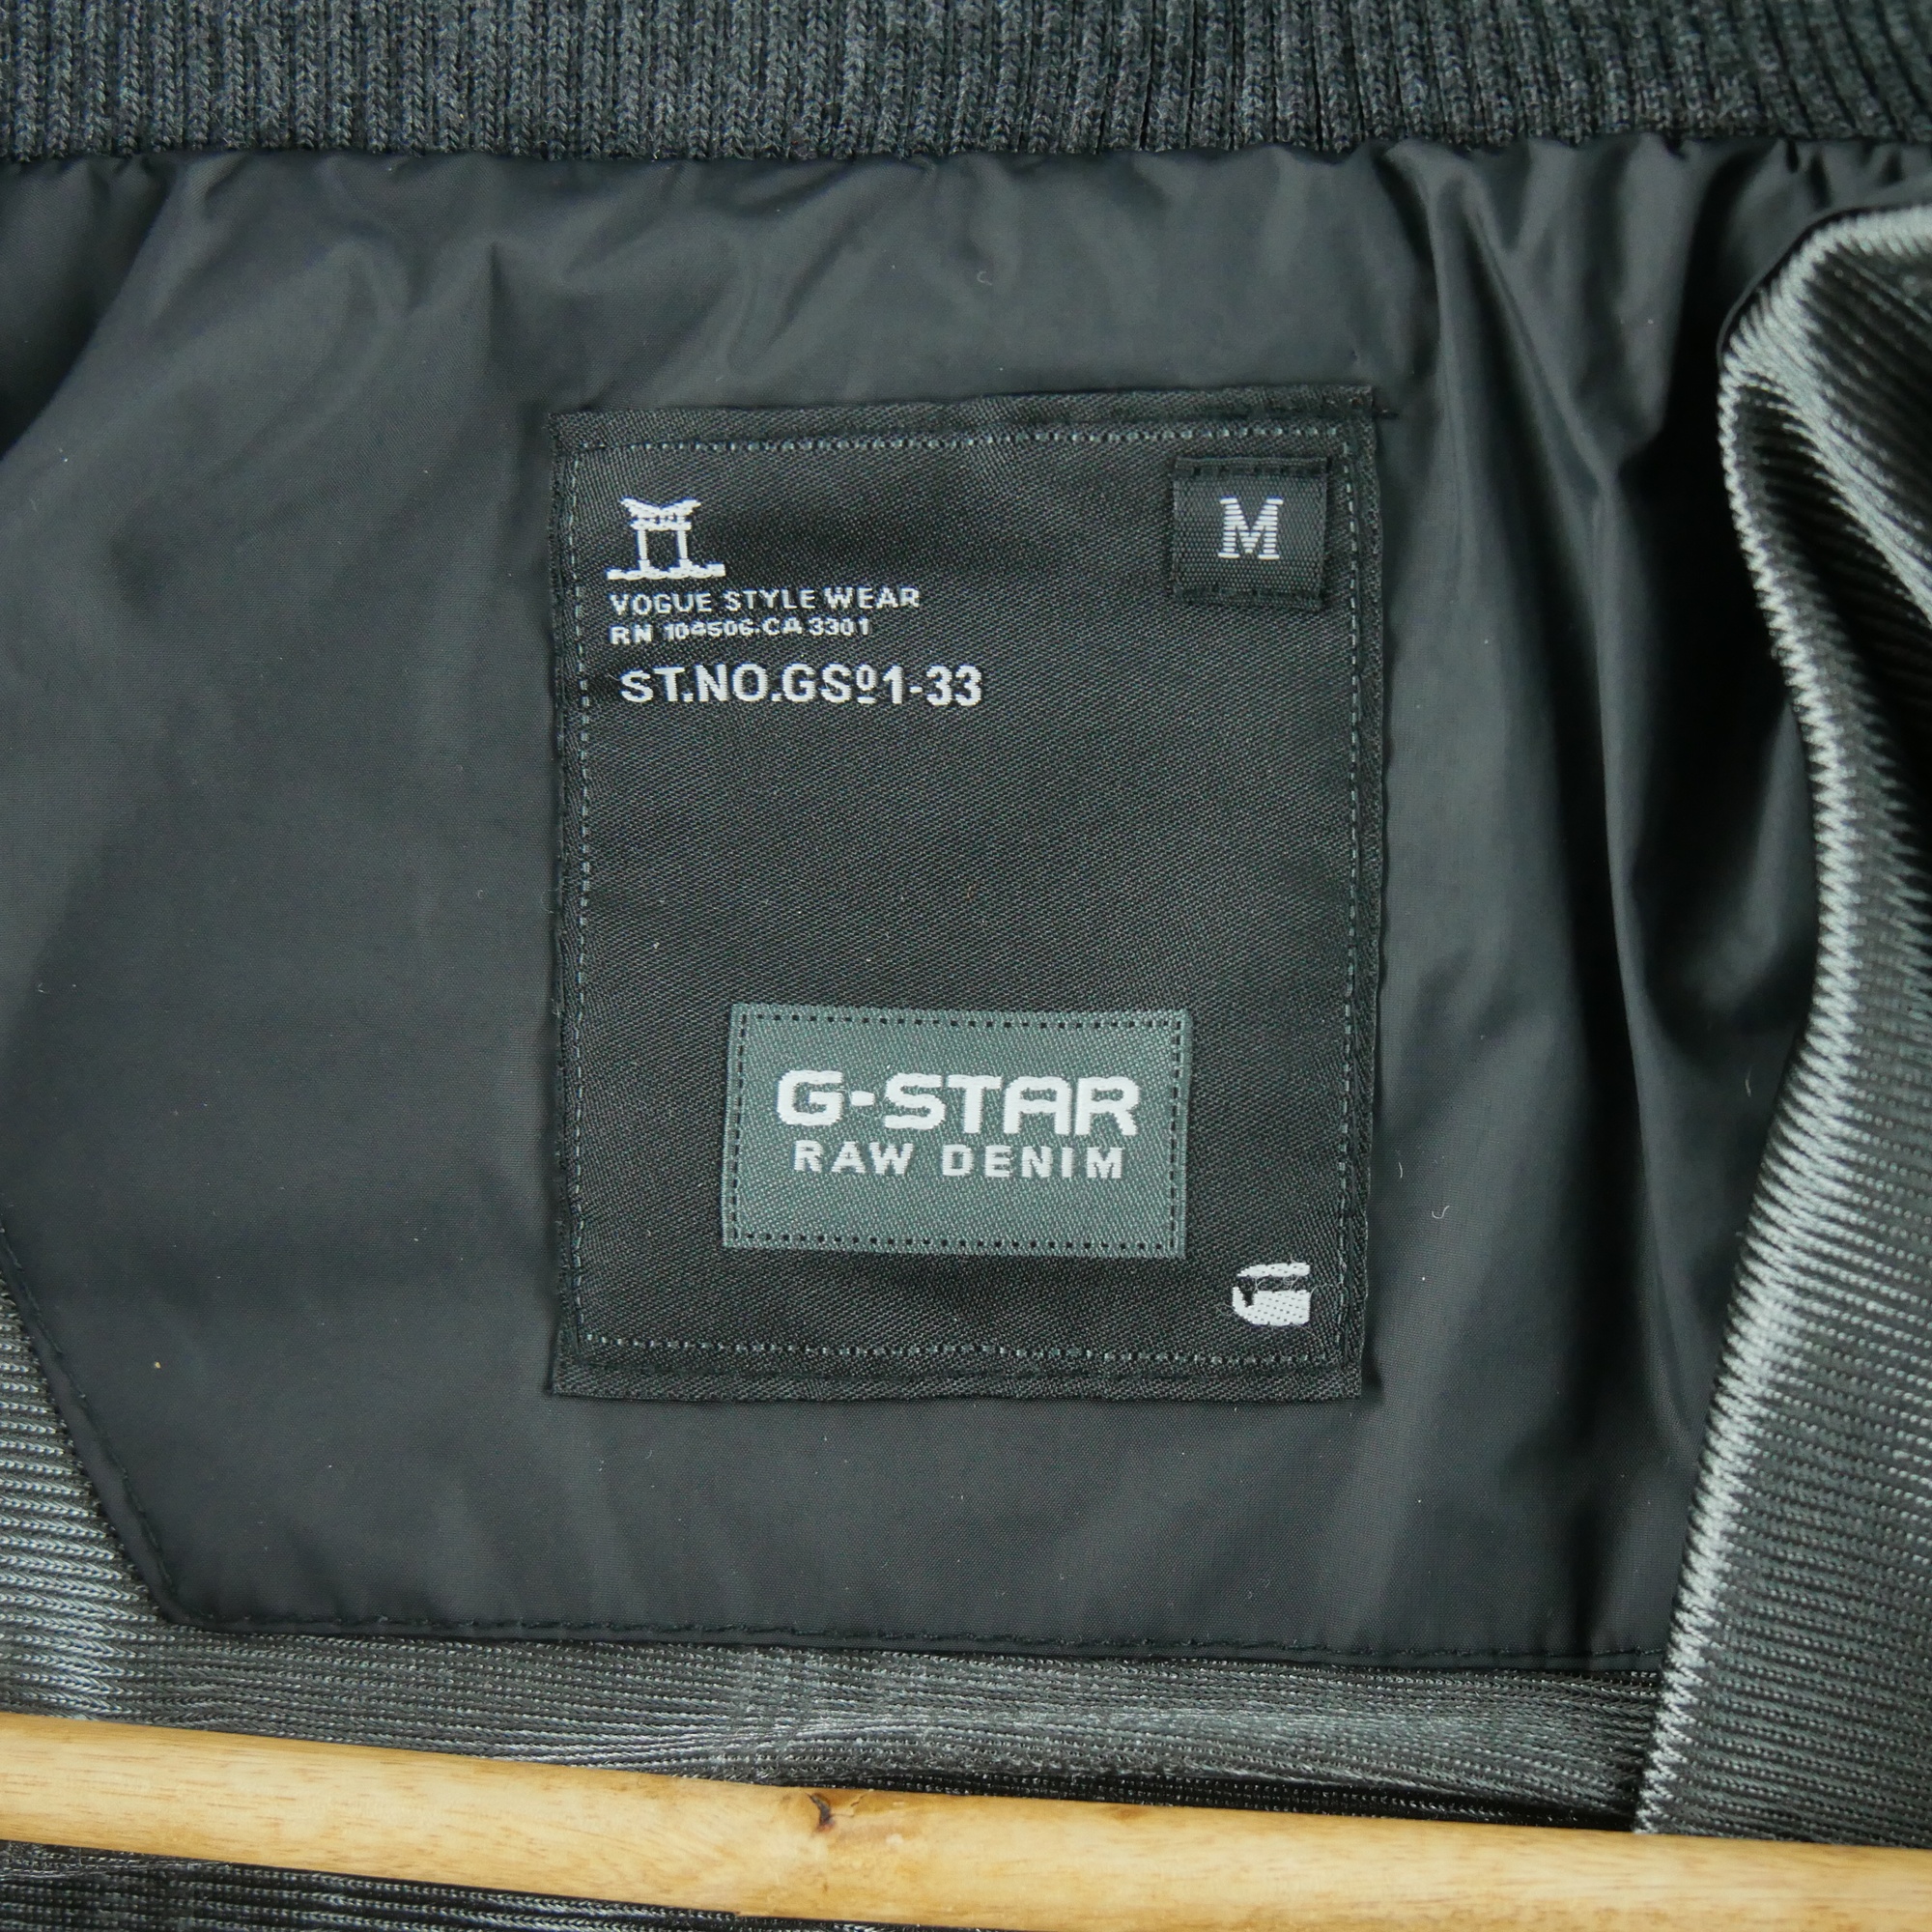 M
VOGUE STYLE WEAR
RN 104506-CA 3301
ST.NO.GSº1-33
G-STAR
RAW DENIM
G